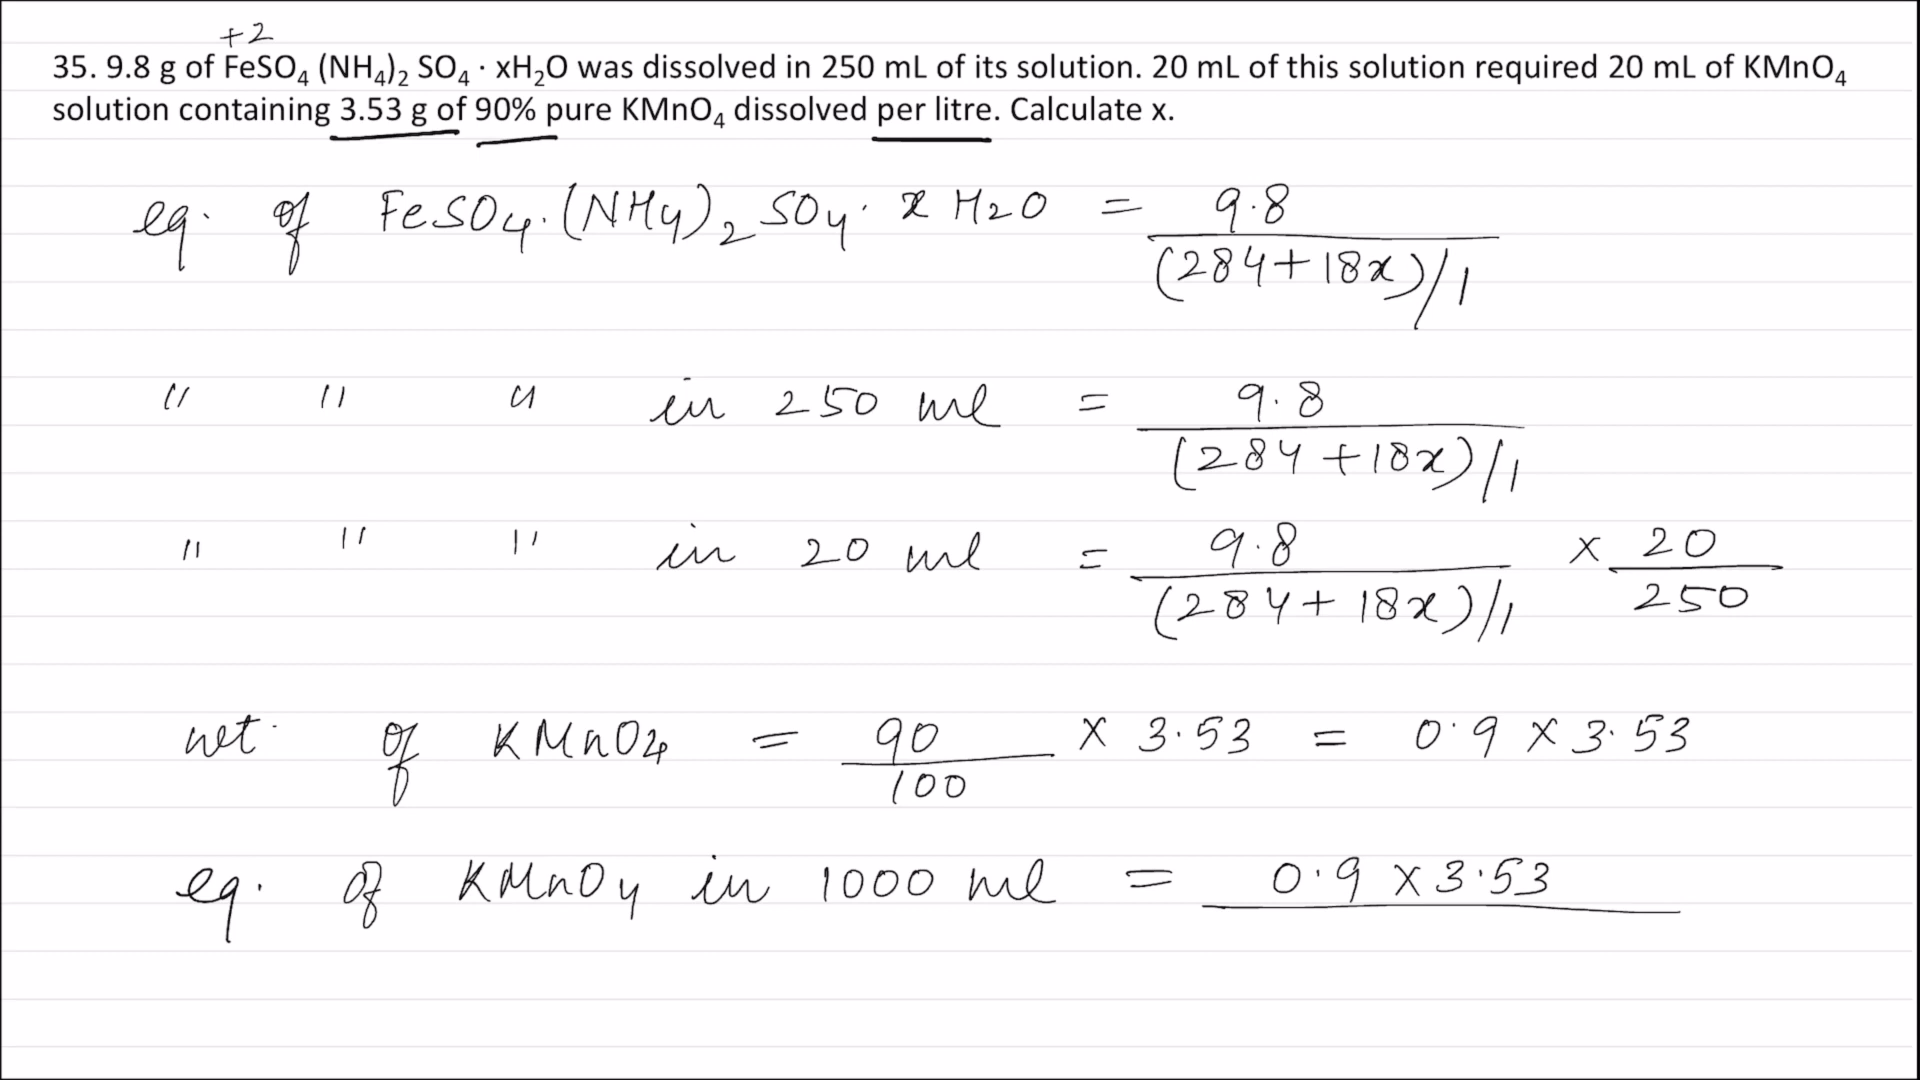 +2
35. 9.8 g of FeSO₄ (NH₄)₂ SO₄ · xH₂O was dissolved in 250 mL of its solution. 20 mL of this solution required 20 mL of KMnO₄
solution containing 3.53 g of 90% pure KMnO₄ dissolved per litre. Calculate x.
eq. of FeSO₄.(NH₄)₂ SO₄. x H₂O = 9.8 / (284+18x)/1
" " " in 250 ml = 9.8 / (284+18x)/1
" " " in 20 ml = 9.8 / (284+18x)/1 × 20 / 250
wt. of KMnO₄ = 90 / 100 × 3.53 = 0.9 × 3.53
eq. of KMnO₄ in 1000 ml = 0.9 × 3.53